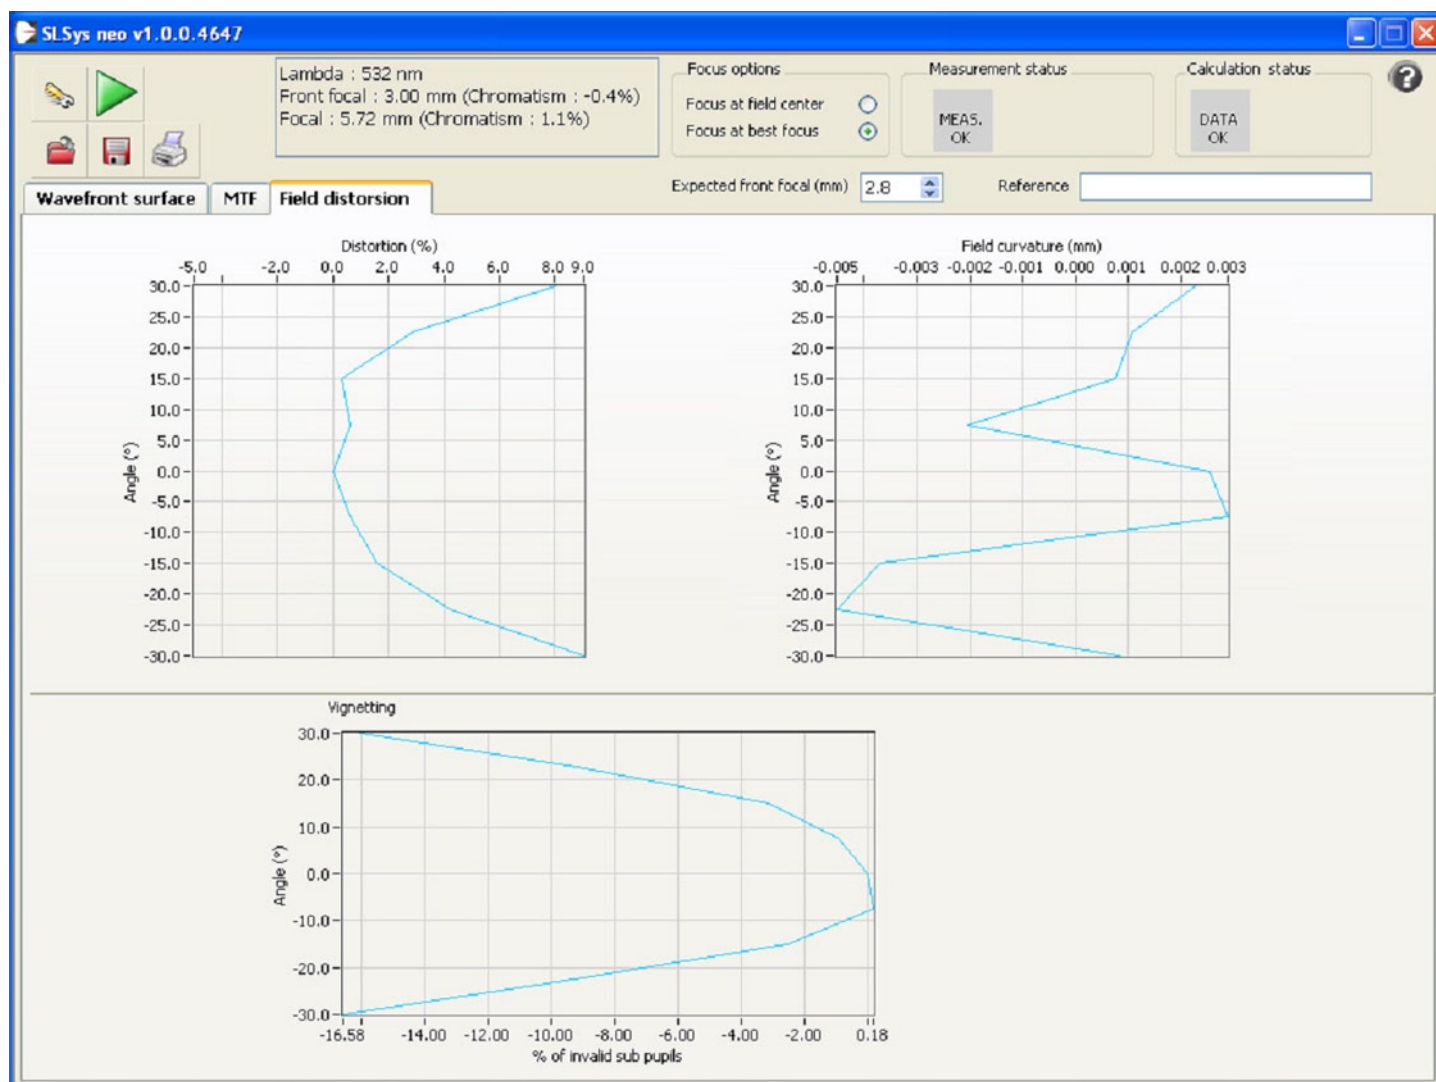 SLSys neo v1.0.0.4647
Lambda : 532 nm
Front focal : 3.00 mm (Chromatism : -0.4%)
Focal : 5.72 mm (Chromatism : 1.1%)
Focus options
Focus at field center
Focus at best focus
Measurement status
MEAS.
OK
Calculation status
DATA
OK
?
Expected front focal (mm) 2.8
Reference
Wavefront surface MTF Field distorsion
Distortion (%)
-5.0 -2.0 0.0 2.0 4.0 6.0 8.0 9.0
30.0
25.0
20.0
15.0
10.0
5.0
0.0
-5.0
-10.0
-15.0
-20.0
-25.0
-30.0
Angle (°)
Field curvature (mm)
-0.005 -0.003 -0.002 -0.001 0.000 0.001 0.002 0.003
30.0
25.0
20.0
15.0
10.0
5.0
0.0
-5.0
-10.0
-15.0
-20.0
-25.0
-30.0
Angle (°)
Vignetting
30.0
20.0
10.0
0.0
-10.0
-20.0
-30.0
Angle (°)
-16.58 -14.00 -12.00 -10.00 -8.00 -6.00 -4.00 -2.00 0.18
% of invalid sub pupils